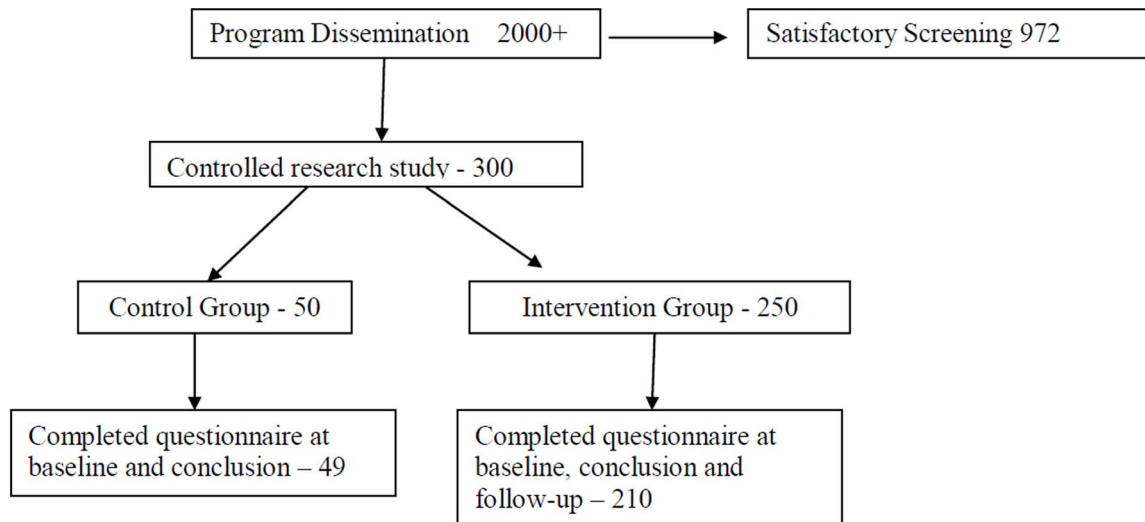 Program Dissemination 2000+
Satisfactory Screening 972
Controlled research study - 300
Control Group - 50
Intervention Group - 250
Completed questionnaire at
baseline and conclusion – 49
Completed questionnaire at
baseline, conclusion and
follow-up – 210